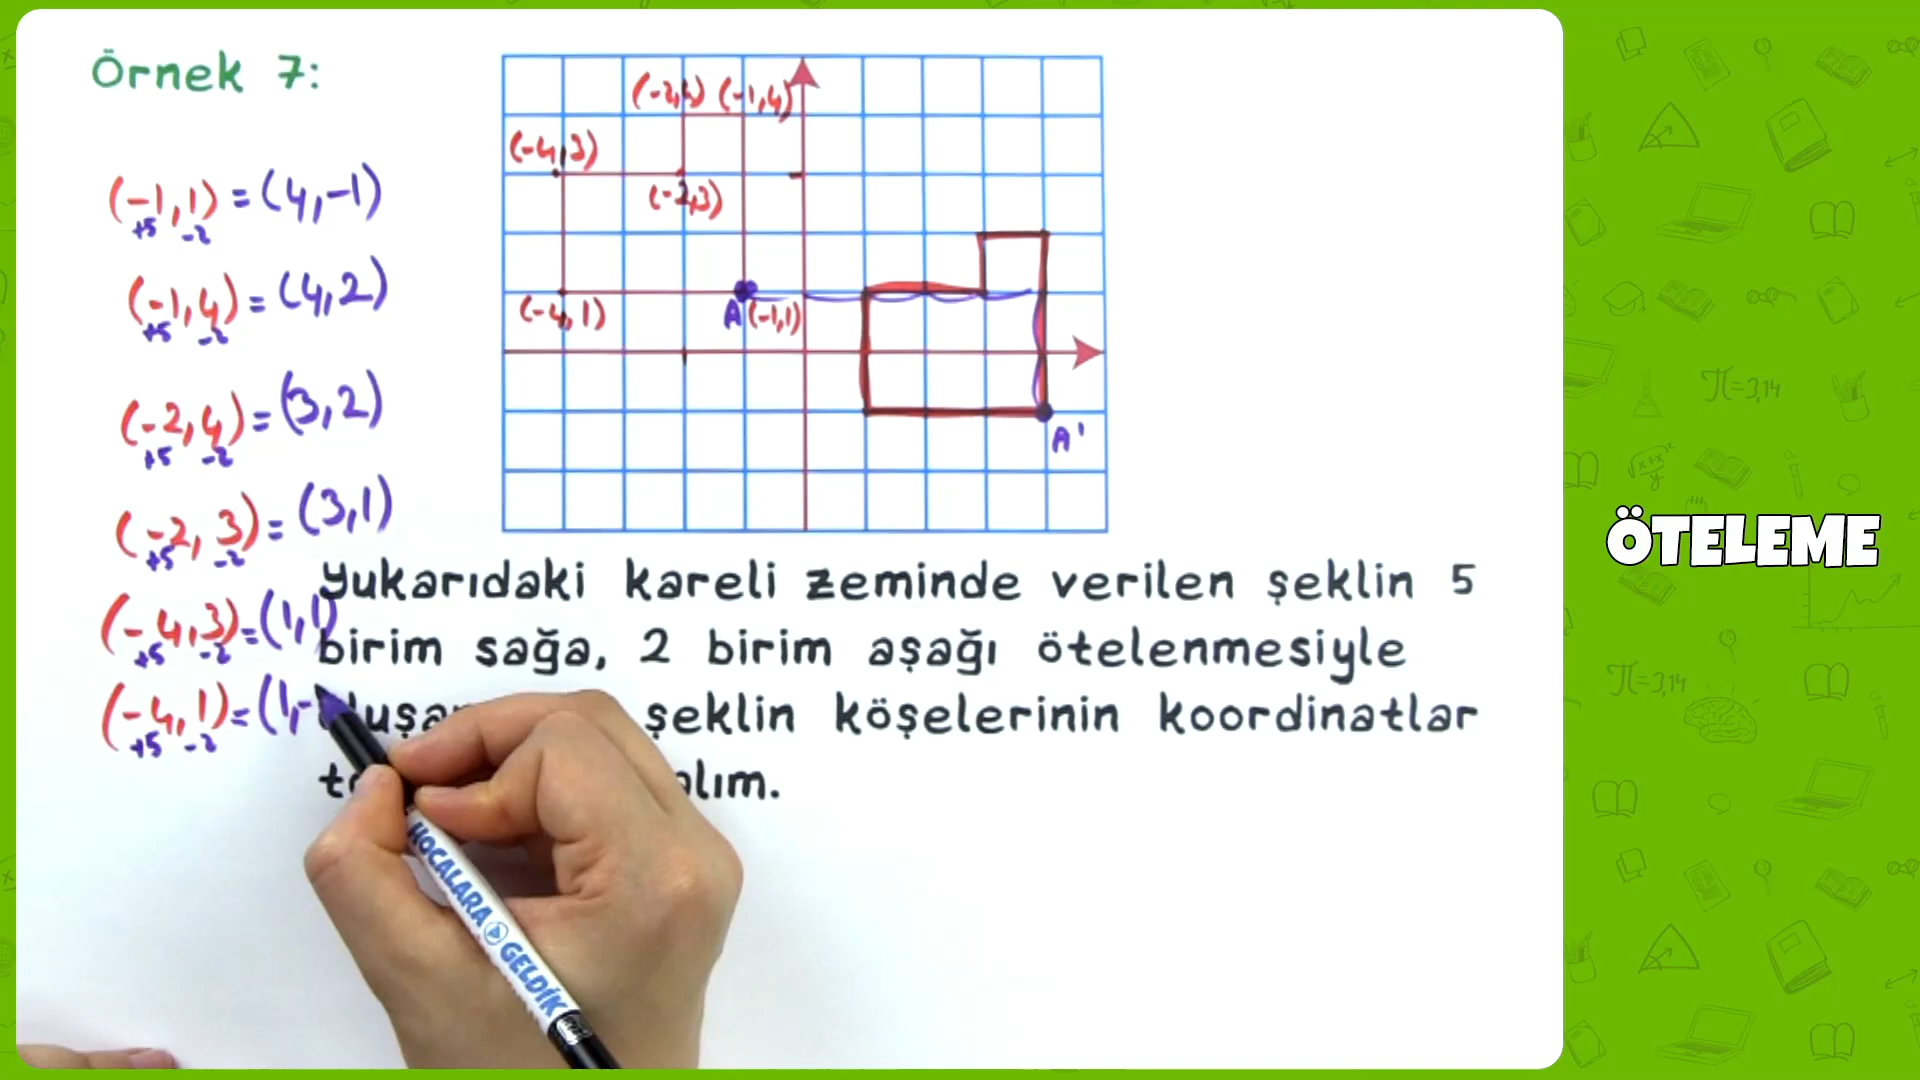 Örnek 7:
(-1,1) = (4,-1)
+5 -2
(-1,4) = (4,2)
+5 -2
(-2,4) = (3,2)
+5 -2
(-2,3) = (3,1)
+5 -2
(-4,3)=(1,1)
+5 -2
(-4,1)=(1,-
+5 -2
(-2,4) (-1,4)
(-4,3)
(-2,3)
(-4,1)
A (-1,1)
A'
Yukarıdaki kareli zeminde verilen şeklin 5
birim sağa, 2 birim aşağı ötelenmesiyle
şeklin köşelerinin koordinatlar
HOCALARA GELDİK
ÖTELEME
π=3,14
π=3,14